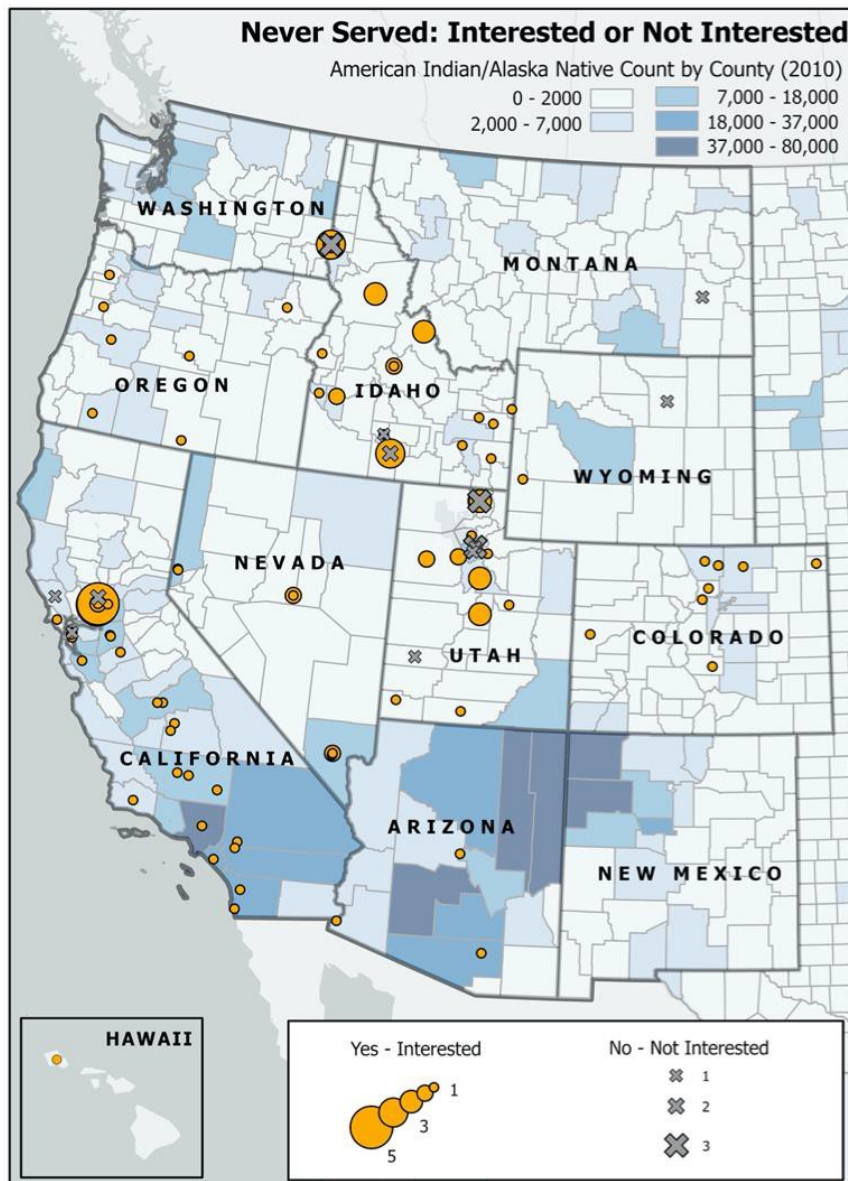 Never Served: Interested or Not Interested
American Indian/Alaska Native Count by County (2010)
0 - 2000
7,000 - 18,000
2,000 - 7,000
18,000 - 37,000
37,000 - 80,000
WASHINGTON
MONTANA
OREGON
IDAHO
WYOMING
NEVADA
UTAH
COLORADO
CALIFORNIA
ARIZONA
NEW MEXICO
HAWAII
Yes - Interested
1
3
5
No - Not Interested
1
2
3